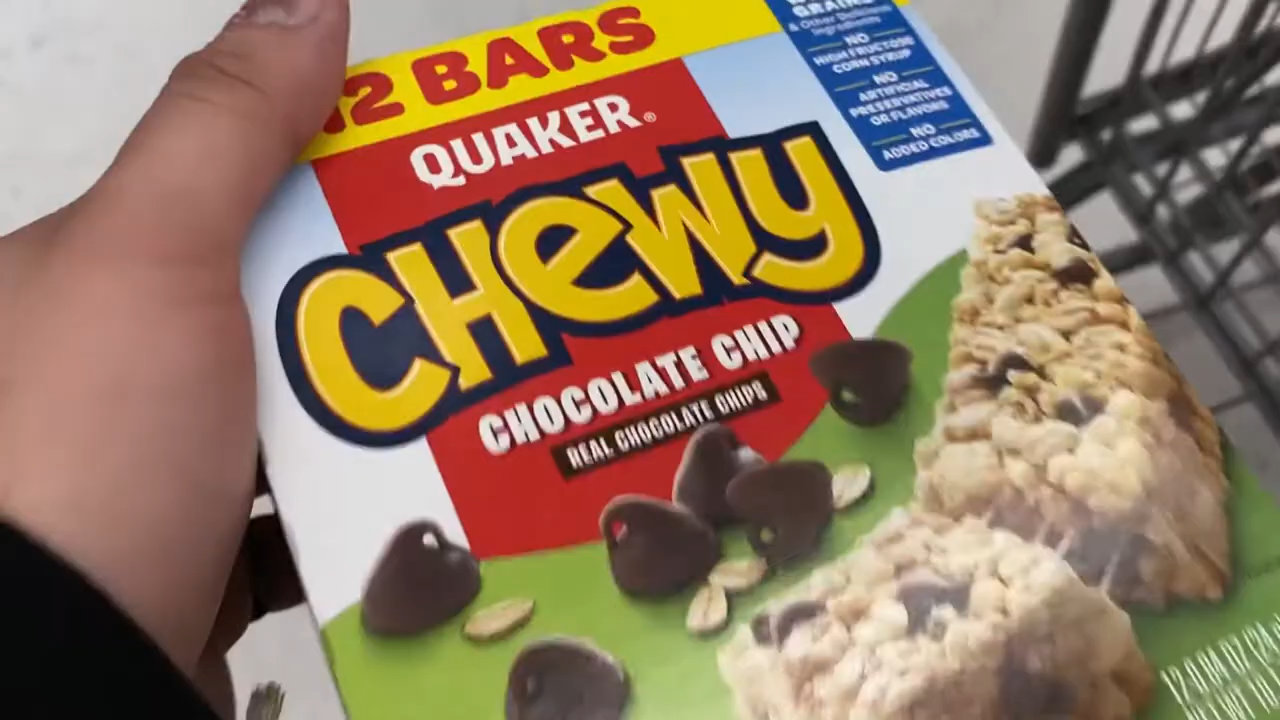 12 BARS
QUAKER®
CHEWY
CHOCOLATE CHIP
REAL CHOCOLATE CHIPS
GRAINS
& Other Delicious
Ingredients
NO
HIGH FRUCTOSE
CORN SYRUP
NO
ARTIFICIAL
PRESERVATIVES
OR FLAVORS
NO
ADDED COLORS